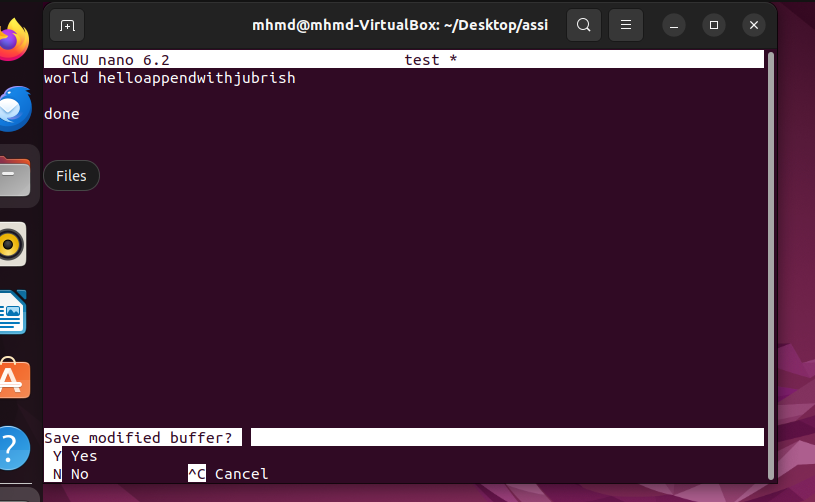 mhmd@mhmd-VirtualBox: ~/Desktop/assi
GNU nano 6.2 test *
world helloappendwithjubrish
done
Files
Save modified buffer?
Y Yes
N No ^C Cancel